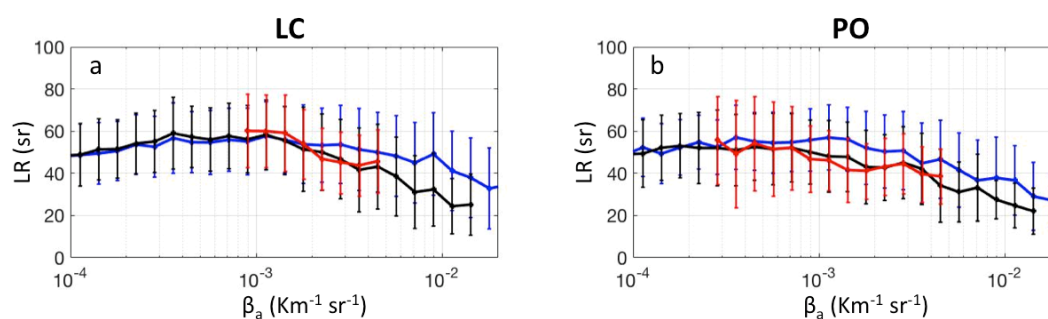 LC
a
100
80
60
40
20
0
LR (sr)
10⁻⁴
10⁻³
10⁻²
βₐ (Km⁻¹ sr⁻¹)
PO
b
100
80
60
40
20
0
LR (sr)
10⁻⁴
10⁻³
10⁻²
βₐ (Km⁻¹ sr⁻¹)